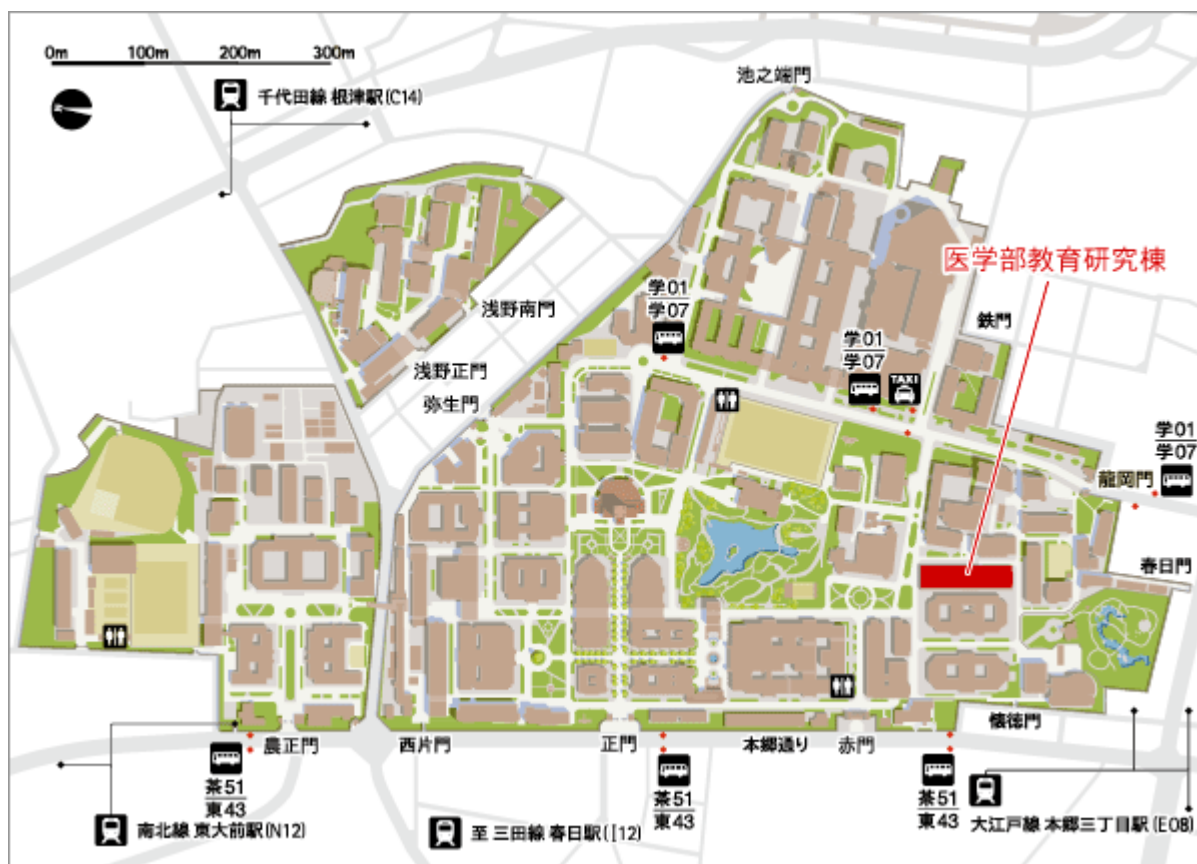 0m 100m 200m 300m
千代田線 根津駅(C14)
池之端門
医学部教育研究棟
学01
学07
浅野南門
鉄門
学01
学07
TAXI
浅野正門
弥生門
学01
学07
龍岡門
春日門
懐徳門
農正門
西片門
正門
本郷通り
赤門
茶51
東43
茶51
東43
茶51
東43
南北線 東大前駅(N12)
至 三田線 春日駅([12)
大江戸線 本郷三丁目駅(E08)